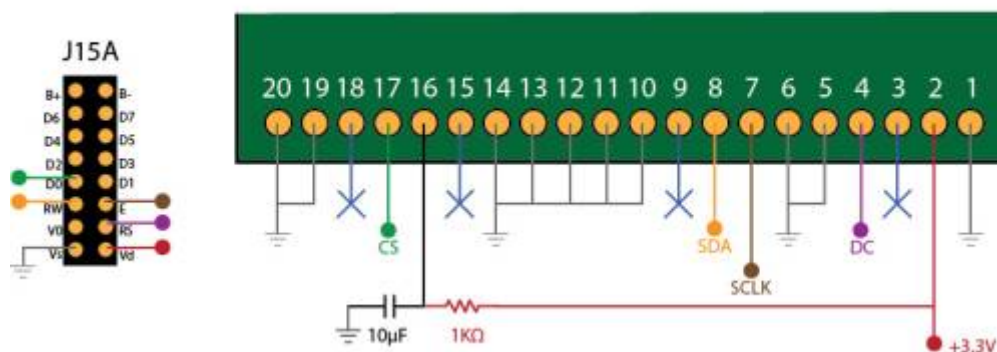 J15A
B+ B-
D6 D7
D4 D5
D2 D3
D0 D1
RW E
V0 RS
Vs Vd
20 19 18 17 16 15 14 13 12 11 10 9 8 7 6 5 4 3 2 1
CS SDA DC
SCLK
10μF 1KΩ +3.3V